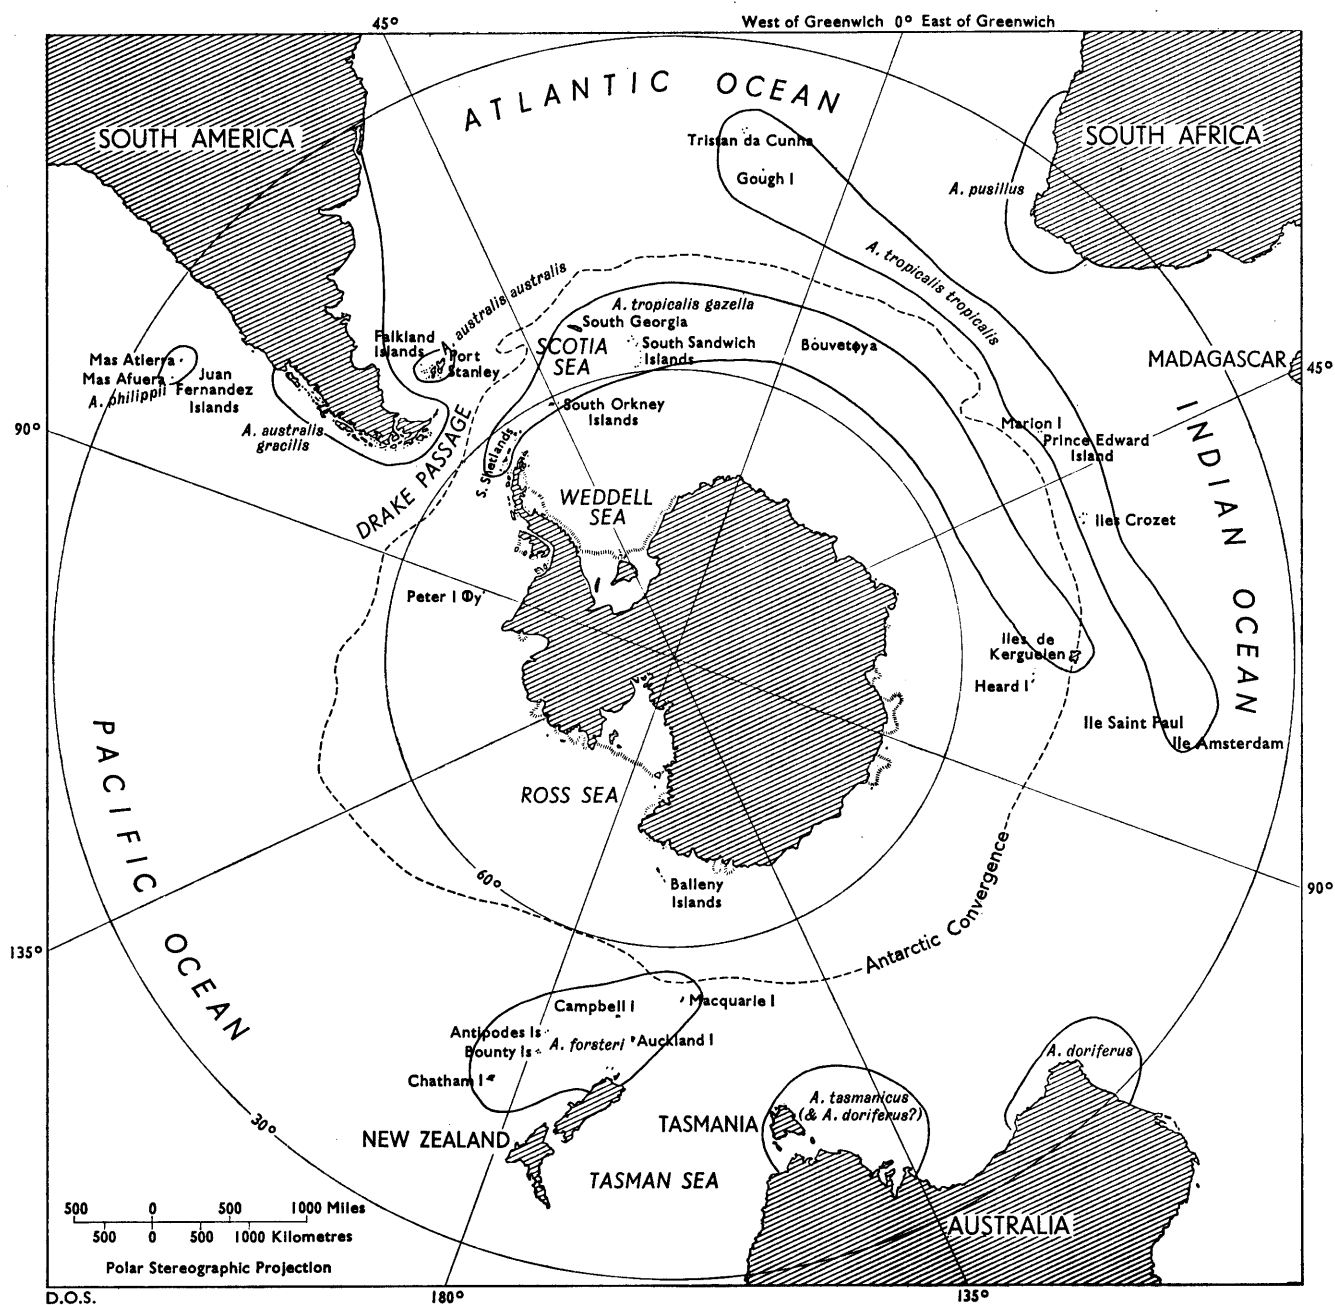 45°
West of Greenwich 0° East of Greenwich
ATLANTIC OCEAN
SOUTH AMERICA
Tristan da Cunha
Gough I
SOUTH AFRICA
A. pusillus
A. tropicalis tropicalis
A. australis australis
A. tropicalis gazella
South Georgia
South Sandwich
Islands
SCOTIA
SEA
Bouvetøya
Falkland
Islands
Port
Stanley
Mas Atierra
Mas Afuera
A. philippii
Juan
Fernandez
Islands
MADAGASCAR
45°
South Orkney
Islands
A. australis
gracilis
90°
DRAKE PASSAGE
S. Shetlands
Marion I
Prince Edward
Island
INDIAN OCEAN
WEDDELL
SEA
Iles Crozet
Peter I Øy
Iles de
Kerguelen
Heard I
Ile Saint Paul
Ile Amsterdam
PACIFIC OCEAN
ROSS SEA
60°
Balleny
Islands
90°
Antarctic Convergence
135°
Campbell I
Macquarie I
Antipodes Is
A. forsteri
Auckland I
Bounty Is
Chatham I
A. doriferus
A. tasmanicus
(& A. doriferus?)
30°
NEW ZEALAND
TASMANIA
TASMAN SEA
AUSTRALIA
500 0 500 1000 Miles
500 0 500 1000 Kilometres
Polar Stereographic Projection
D.O.S.
180°
135°